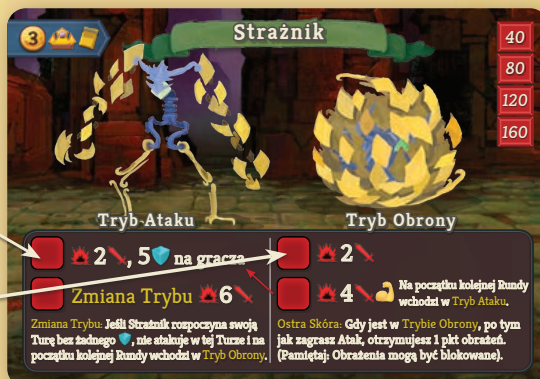 3
Strażnik
40
80
120
160
Tryb Ataku
Tryb Obrony
2, 5 na gracza
Zmiana Trybu 6
Zmiana Trybu: Jeśli Strażnik rozpoczyna swoją
Turę bez żadnego, nie atakuje w tej Turze i na
początku kolejnej Rundy wchodzi w Tryb Obrony.
2
4 Na początku kolejnej Rundy
wchodzi w Tryb Ataku.
Ostra Skóra: Gdy jest w Trybie Obrony, po tym
jak zagrasz Atak, otrzymujesz 1 pkt obrażeń.
(Pamiętaj: Obrażenia mogą być blokowane).